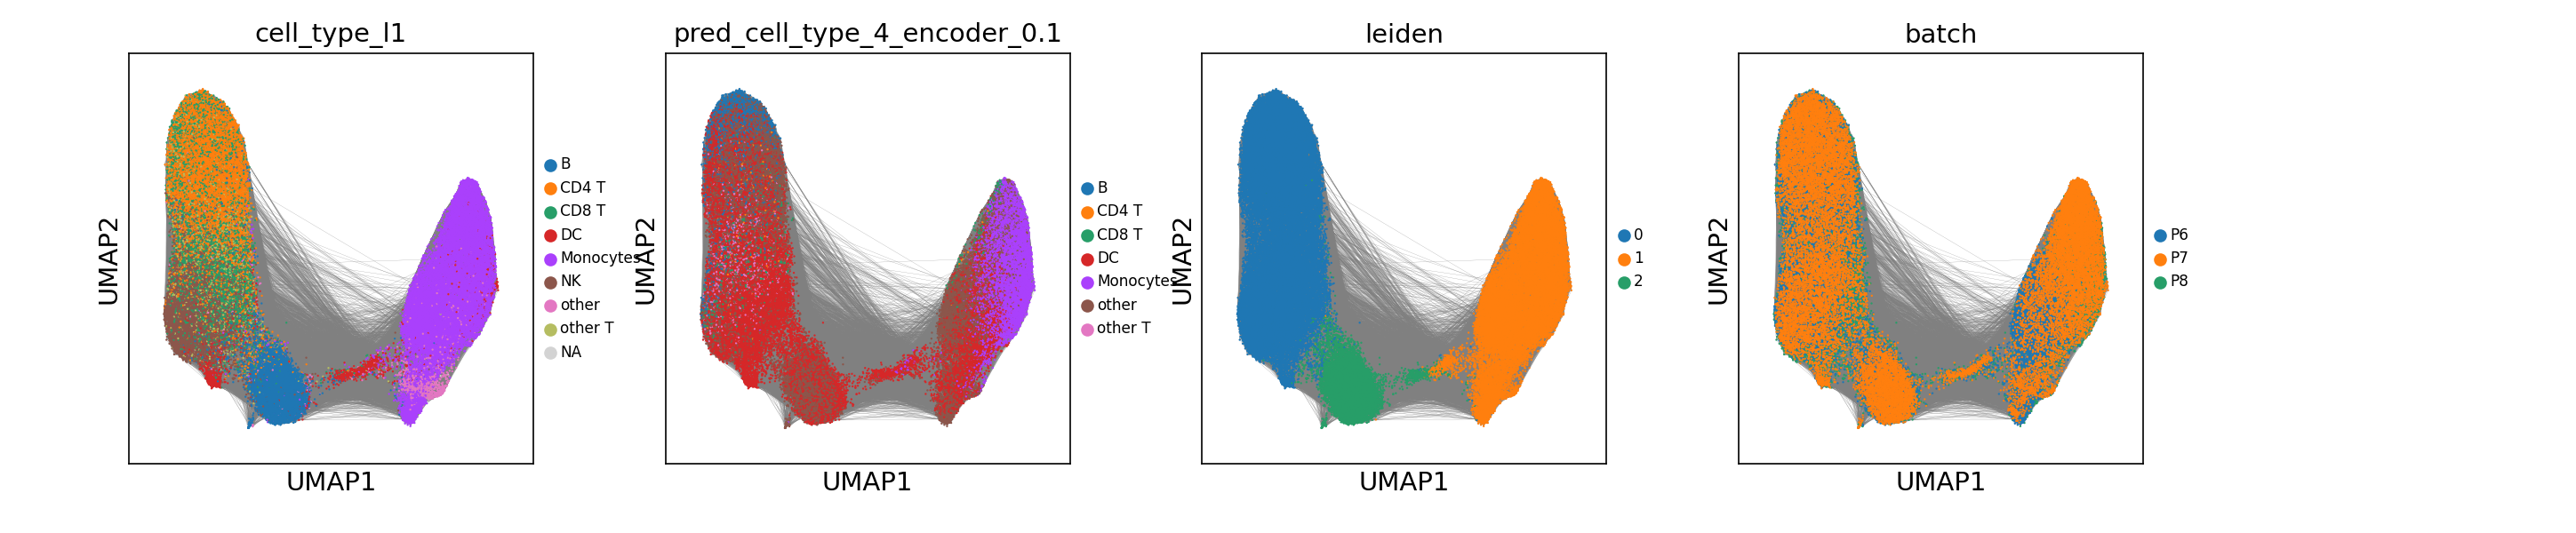 cell_type_l1
UMAP2
UMAP1
B
CD4 T
CD8 T
DC
Monocytes
NK
other
other T
NA
pred_cell_type_4_encoder_0.1
UMAP2
UMAP1
B
CD4 T
CD8 T
DC
Monocytes
other
other T
leiden
UMAP2
UMAP1
0
1
2
batch
UMAP2
UMAP1
P6
P7
P8